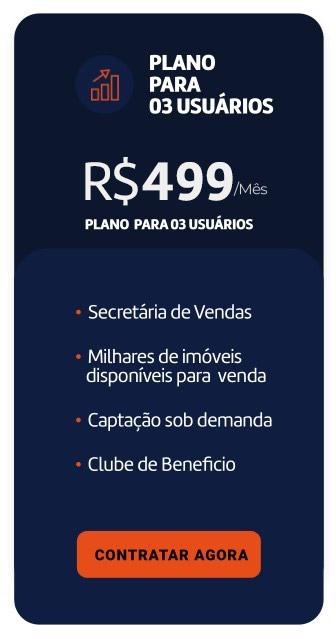 PLANO
PARA
03 USUÁRIOS
R$499/Mês
PLANO PARA 03 USUÁRIOS
• Secretária de Vendas
• Milhares de imóveis
disponíveis para venda
• Captação sob demanda
• Clube de Beneficio
CONTRATAR AGORA